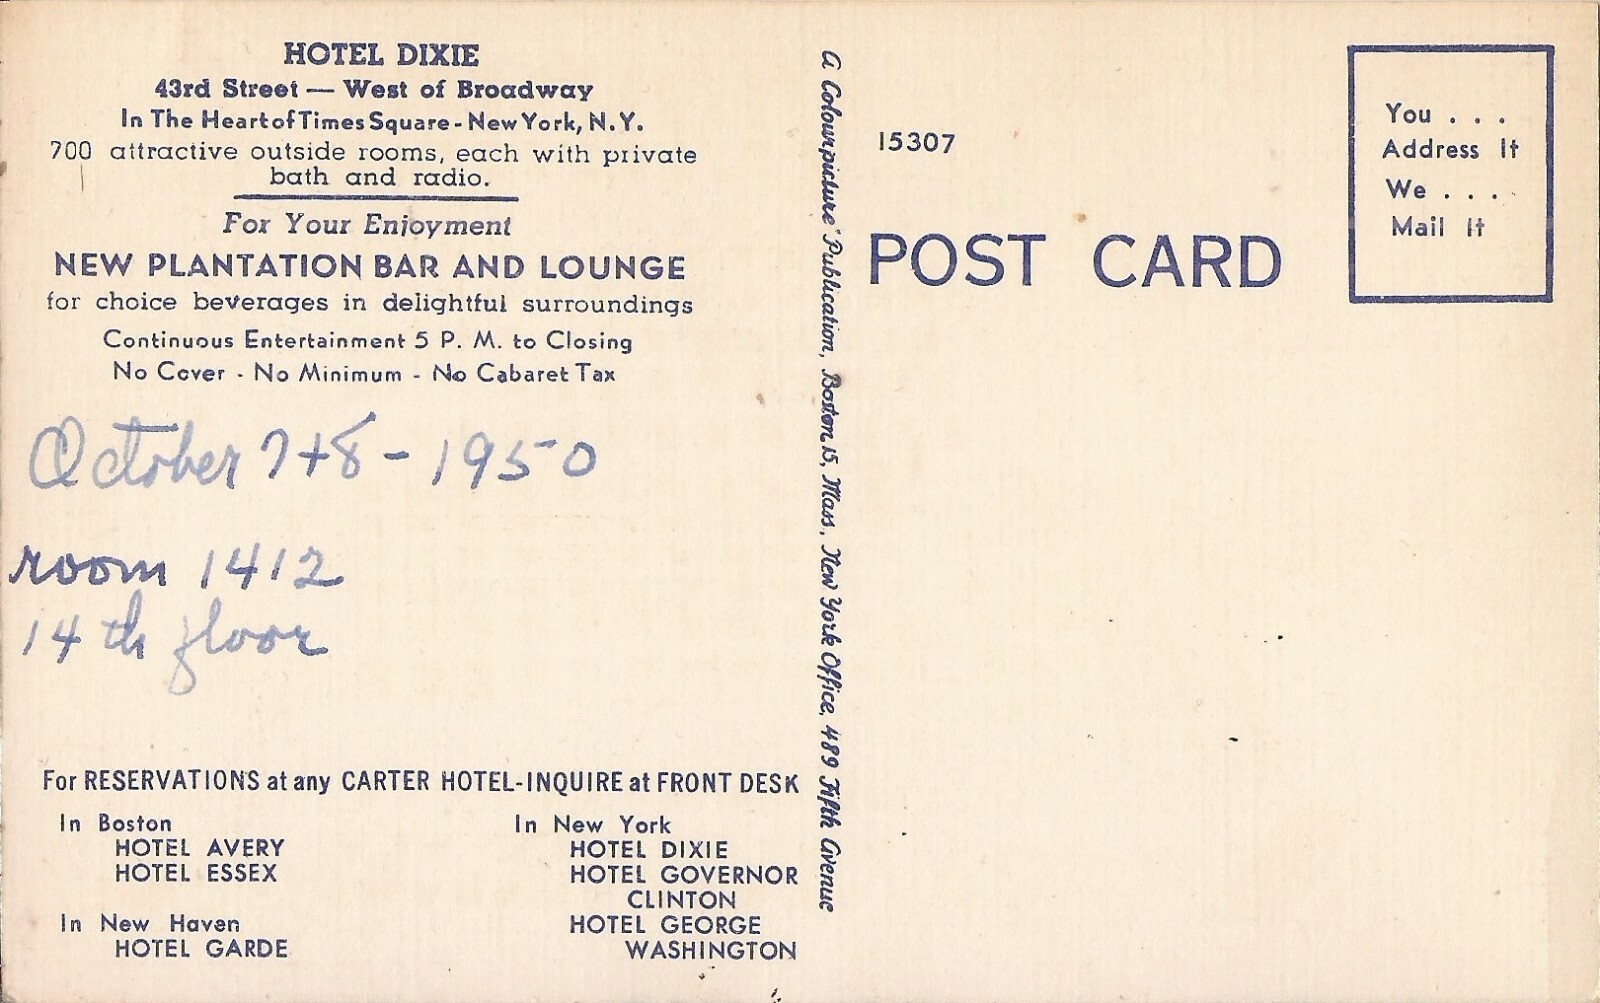 HOTEL DIXIE
43rd Street — West of Broadway
In The Heart of Times Square - New York, N.Y.
700 attractive outside rooms, each with private
bath and radio.
For Your Enjoyment
NEW PLANTATION BAR AND LOUNGE
for choice beverages in delightful surroundings
Continuous Entertainment 5 P. M. to Closing
No Cover - No Minimum - No Cabaret Tax
October 7+8 - 1950
room 1412
14th floor
For RESERVATIONS at any CARTER HOTEL-INQUIRE at FRONT DESK
In Boston
HOTEL AVERY
HOTEL ESSEX
In New Haven
HOTEL GARDE
In New York
HOTEL DIXIE
HOTEL GOVERNOR
CLINTON
HOTEL GEORGE
WASHINGTON
A Colourpicture Publication, Boston 15, Mass., New York Office, 489 Fifth Avenue
15307
POST CARD
You . . .
Address It
We . . .
Mail It